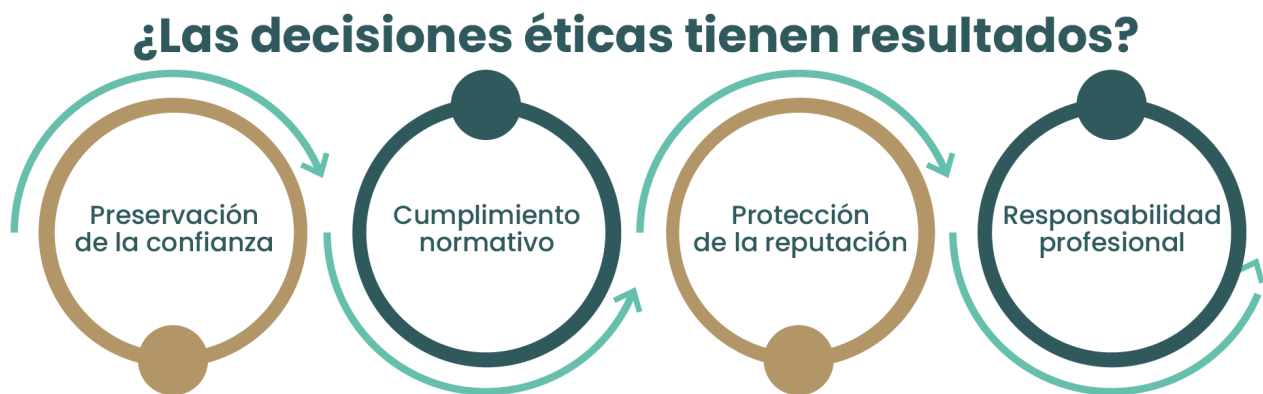 ¿Las decisiones éticas tienen resultados?
Preservación
de la confianza
Cumplimiento
normativo
Protección
de la reputación
Responsabilidad
profesional